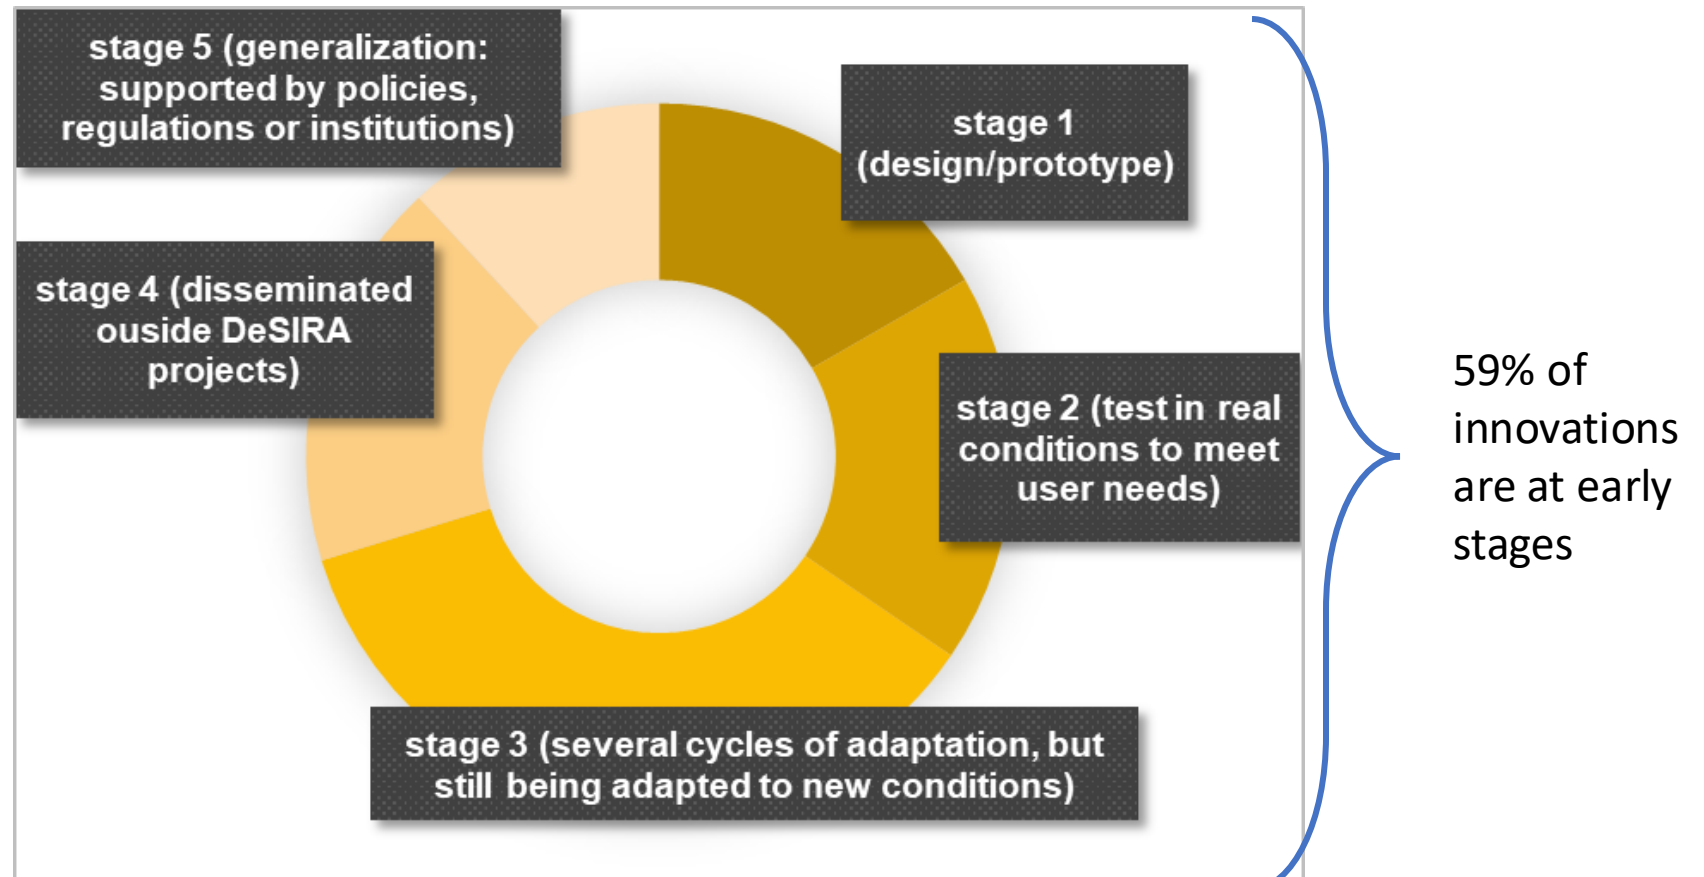 stage 5 (generalization:
supported by policies,
regulations or institutions)
stage 1
(design/prototype)
stage 4 (disseminated
ouside DeSIRA
projects)
stage 2 (test in real
conditions to meet
user needs)
stage 3 (several cycles of adaptation, but
still being adapted to new conditions)
59% of
innovations
are at early
stages